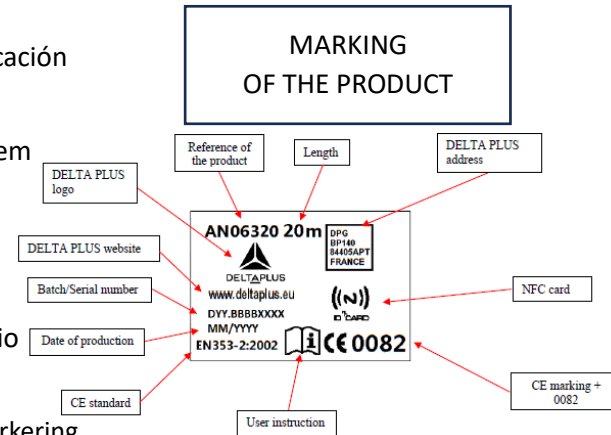 MARKING
OF THE PRODUCT
cación
em
io
rkering
Reference of
the product
Length
DELTA PLUS
address
DELTA PLUS
logo
DELTA PLUS website
Batch/Serial number
Date of production
CE standard
User instruction
NFC card
CE marking +
0082
AN06320 20m
DPG
BP140
84405APT
FRANCE
DELTAPLUS
www.deltaplus.eu
DYY.BBBBXXXX
MM/YYYY
EN353-2:2002
((N))
ID CARD
i
CE 0082